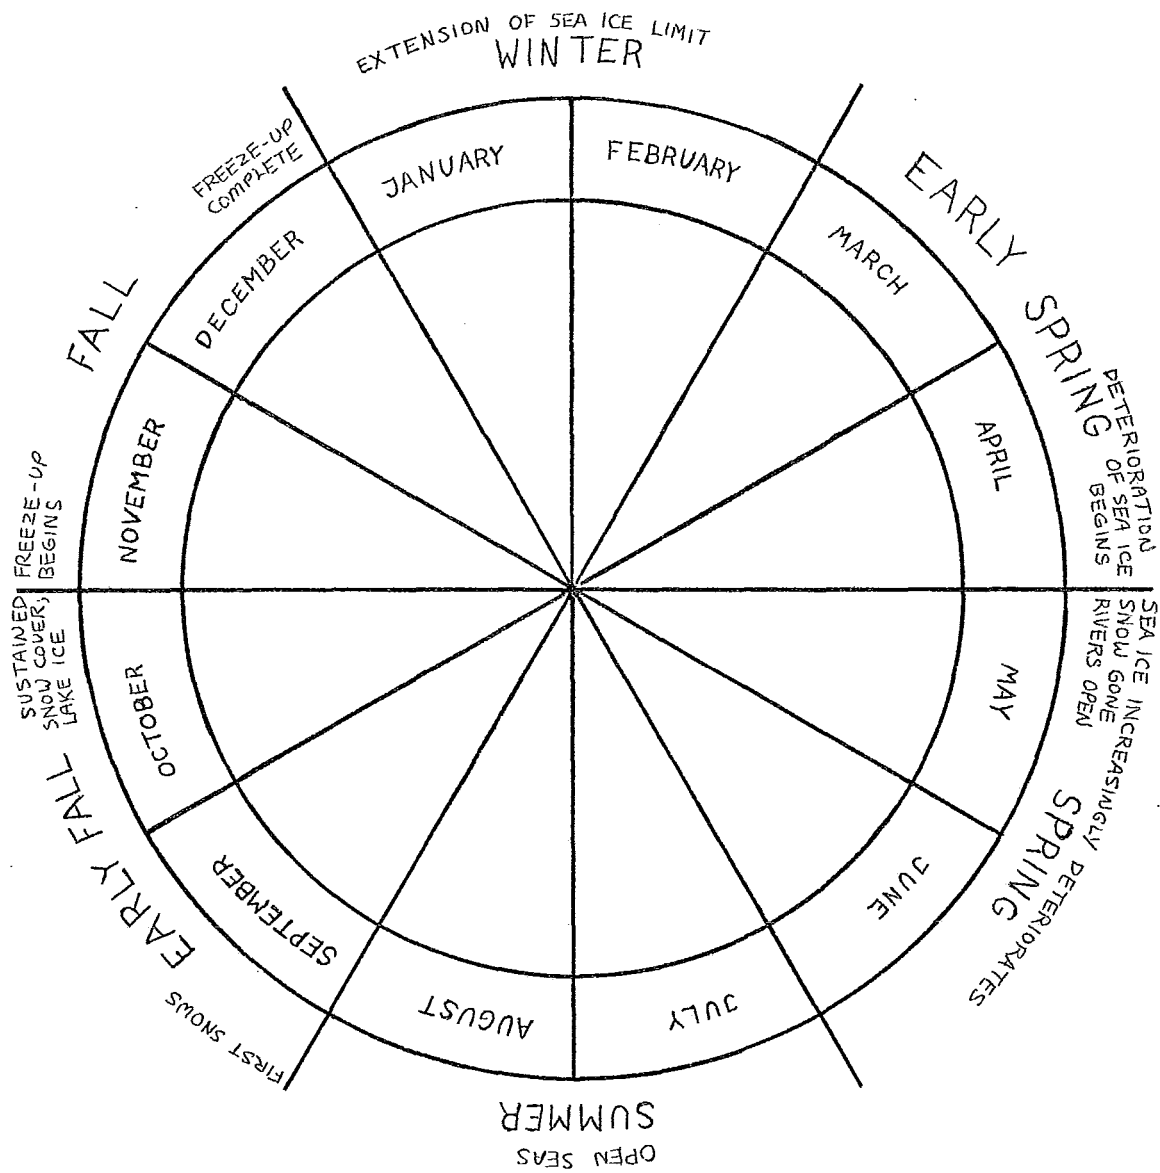 EXTENSION OF SEA ICE LIMIT
WINTER
JANUARY
FEBRUARY
EARLY SPRING
MARCH
APRIL
DETERIORATION
OF SEA ICE
BEGINS
SEA ICE INCREASINGLY DETERIORATES
SNOW GONE
RIVERS OPEN
SPRING
MAY
JUNE
JULY
AUGUST
SUMMER
OPEN SEAS
FIRST SNOWS
EARLY FALL
SEPTEMBER
OCTOBER
SUSTAINED
SNOW COVER,
LAKE ICE
FREEZE-UP
BEGINS
NOVEMBER
FALL
DECEMBER
FREEZE-UP
COMPLETE